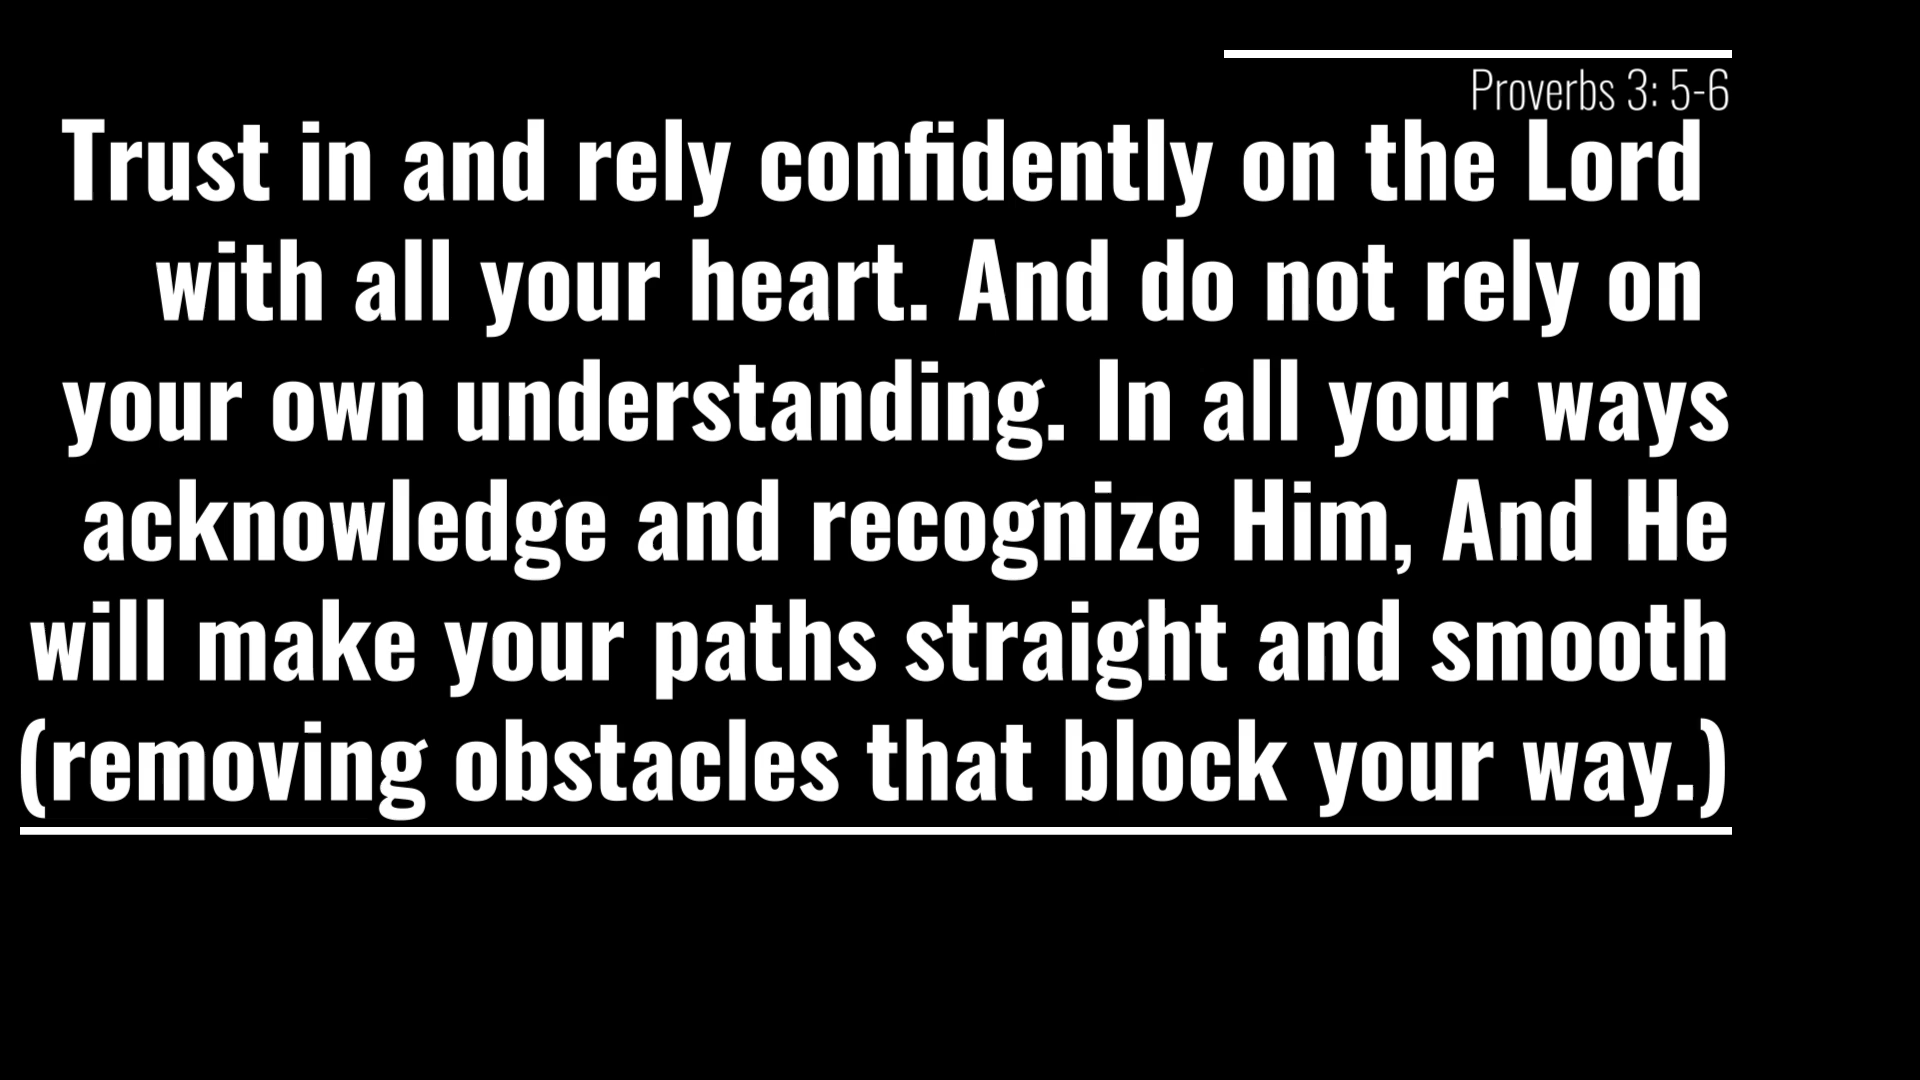 Proverbs 3: 5-6
Trust in and rely confidently on the Lord
with all your heart. And do not rely on
your own understanding. In all your ways
acknowledge and recognize Him, And He
will make your paths straight and smooth
(removing obstacles that block your way.)